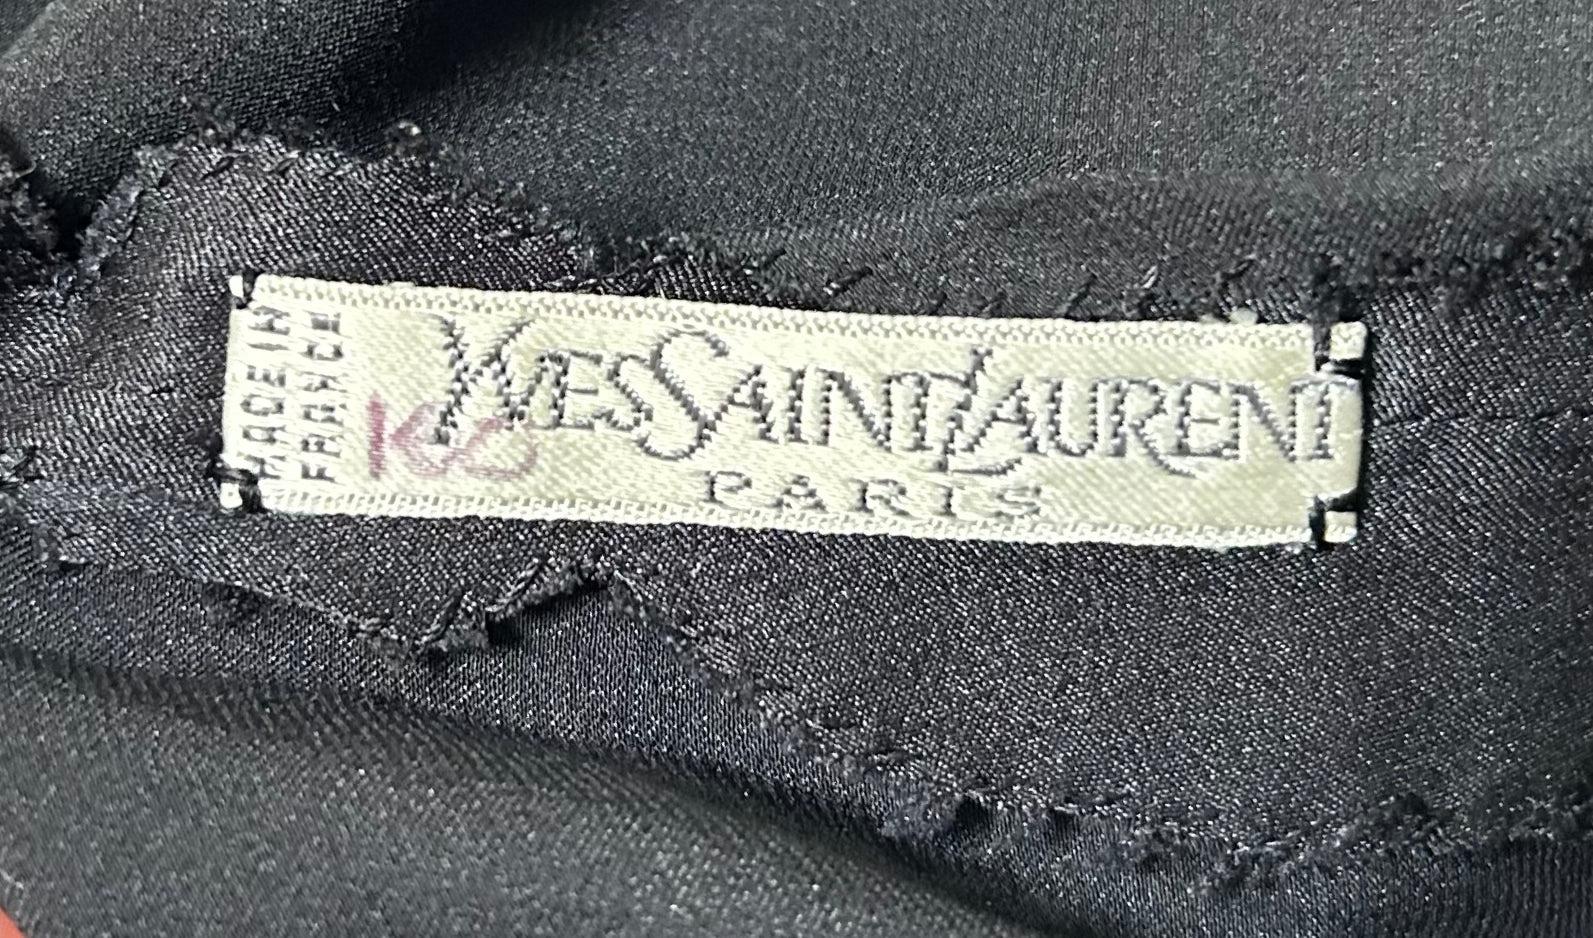 MADE IN
FRANCE
YVES SAINT LAURENT
PARIS